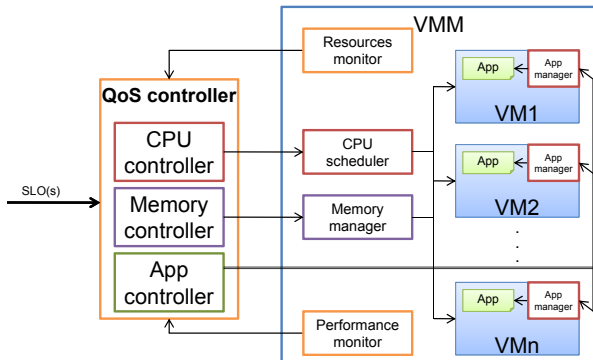 VMM
Resources
monitor
QoS controller
CPU
controller
CPU
scheduler
SLO(s)
Memory
controller
Memory
manager
App
controller
Performance
monitor
App
App
manager
VM1
App
App
manager
VM2
.
.
.
App
App
manager
VMn